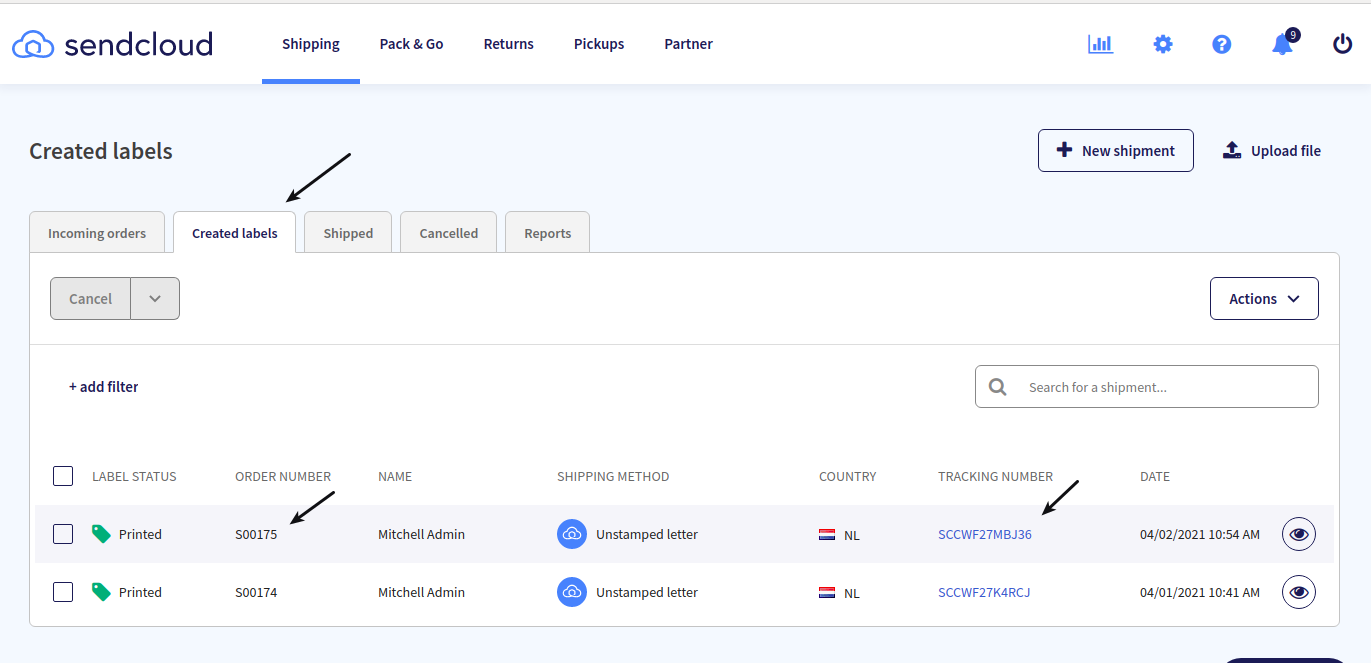 sendcloud Shipping Pack & Go Returns Pickups Partner 9
Created labels
+ New shipment Upload file
Incoming orders Created labels Shipped Cancelled Reports
Cancel Actions
+ add filter Search for a shipment...
LABEL STATUS ORDER NUMBER NAME SHIPPING METHOD COUNTRY TRACKING NUMBER DATE
Printed S00175 Mitchell Admin Unstamped letter NL SCCWF27MBJ36 04/02/2021 10:54 AM
Printed S00174 Mitchell Admin Unstamped letter NL SCCWF27K4RCJ 04/01/2021 10:41 AM